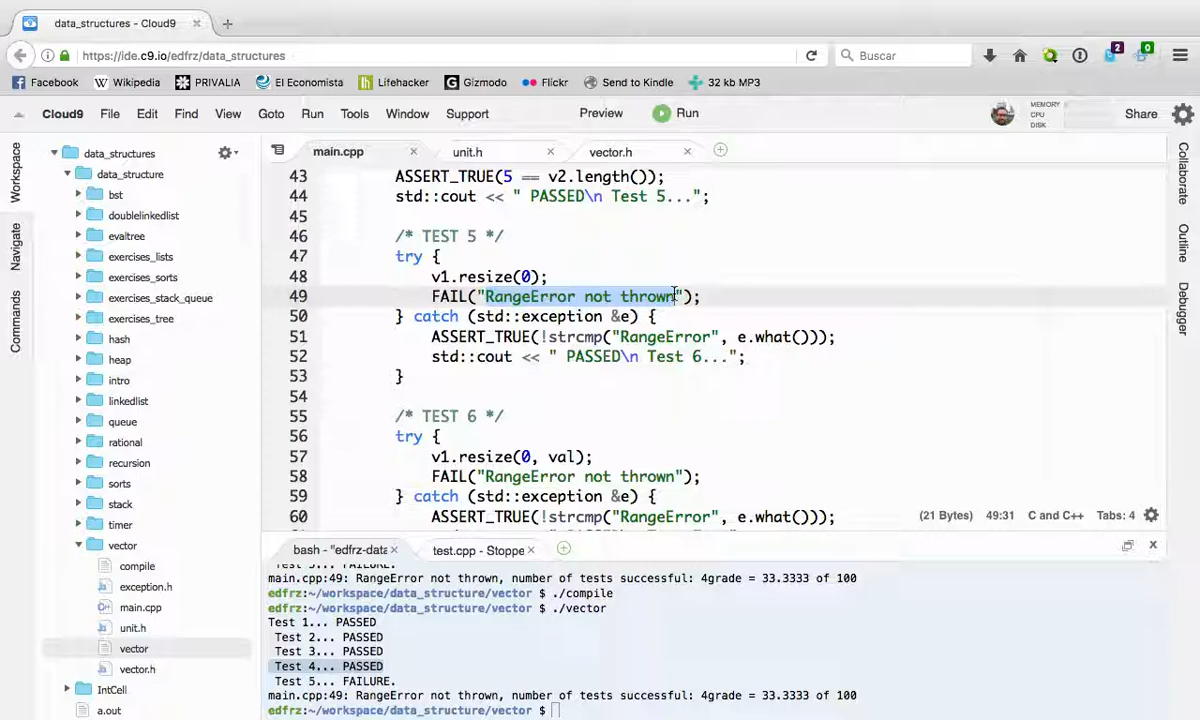 data_structures - Cloud9
https://ide.c9.io/edfrz/data_structures
Buscar
2
0
Facebook
W Wikipedia
PRIVALIA
El Economista
Lifehacker
G Gizmodo
Flickr
Send to Kindle
32 kb MP3
Cloud9 File Edit Find View Goto Run Tools Window Support Preview Run
MEMORY
CPU
DISK
Share
Workspace
Navigate
Commands
data_structures
data_structure
bst
doublelinkedlist
evaltree
exercises_lists
exercises_sorts
exercises_stack_queue
exercises_tree
hash
heap
intro
linkedlist
queue
rational
recursion
sorts
stack
timer
vector
compile
exception.h
main.cpp
unit.h
vector
vector.h
IntCell
a.out
main.cpp
unit.h
vector.h
43 ASSERT_TRUE(5 == v2.length());
44 std::cout << " PASSED\n Test 5...";
45
46 /* TEST 5 */
47 try {
48 v1.resize(0);
49 FAIL("RangeError not thrown");
50 } catch (std::exception &e) {
51 ASSERT_TRUE(!strcmp("RangeError", e.what()));
52 std::cout << " PASSED\n Test 6...";
53 }
54
55 /* TEST 6 */
56 try {
57 v1.resize(0, val);
58 FAIL("RangeError not thrown");
59 } catch (std::exception &e) {
60 ASSERT_TRUE(!strcmp("RangeError", e.what()));
(21 Bytes) 49:31 C and C++ Tabs: 4
Collaborate
Outline
Debugger
bash - "edfrz-data
test.cpp - Stoppe
main.cpp:49: RangeError not thrown, number of tests successful: 4grade = 33.3333 of 100
edfrz:~/workspace/data_structure/vector $ ./compile
edfrz:~/workspace/data_structure/vector $ ./vector
Test 1... PASSED
Test 2... PASSED
Test 3... PASSED
Test 4... PASSED
Test 5... FAILURE.
main.cpp:49: RangeError not thrown, number of tests successful: 4grade = 33.3333 of 100
edfrz:~/workspace/data_structure/vector $